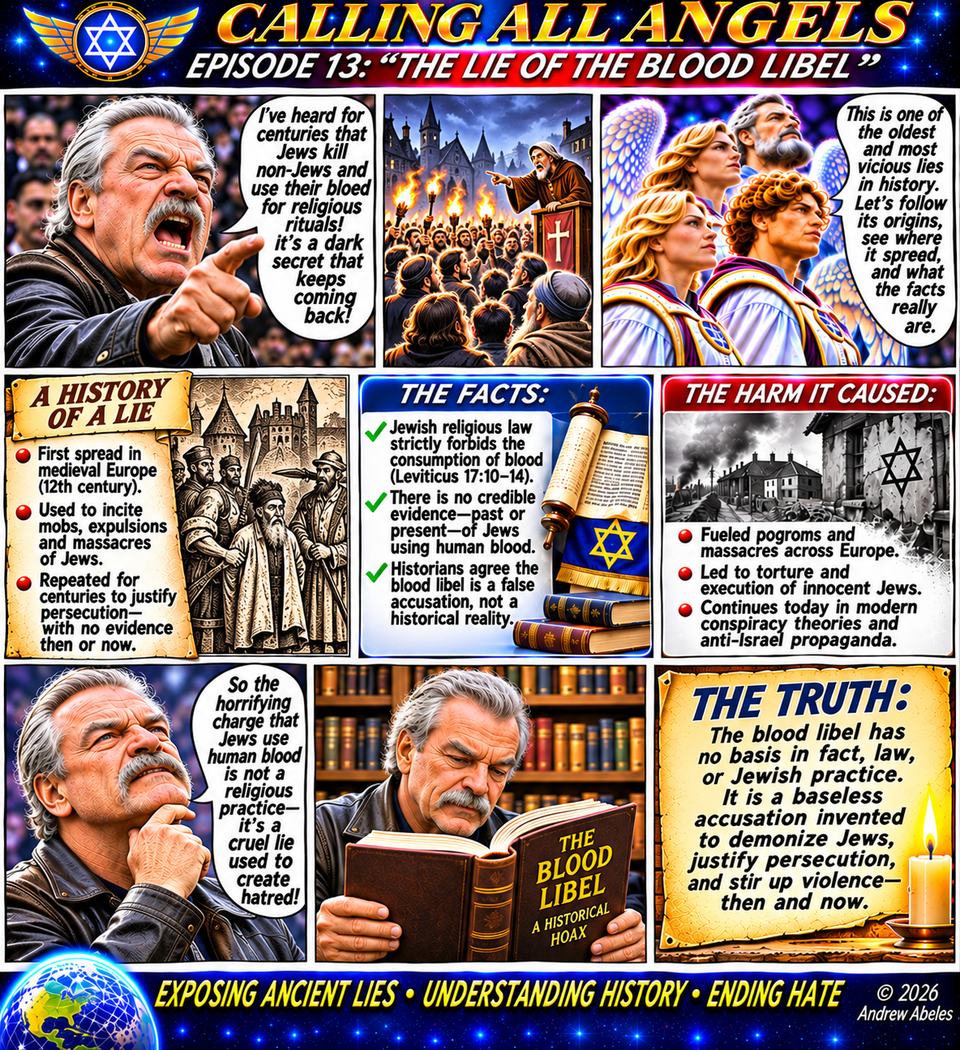 CALLING ALL ANGELS
EPISODE 13: “THE LIE OF THE BLOOD LIBEL”
I’ve heard for
centuries that
Jews kill
non-Jews and
use their bloed
for religious
rituals!
it’s a dark
secret that
keeps
coming
back!
This is one of
the oldest
and most
vicious lies
in history.
Let’s follow
its origins,
see where
it spread,
and what
the facts
really
are.
A HISTORY
OF A LIE
First spread in
medieval Europe
(12th century).
Used to incite
mobs, expulsions
and massacres
of Jews.
Repeated for
centuries to justify
persecution—
with no evidence
then or now.
THE FACTS:
Jewish religious law
strictly forbids the
consumption of blood
(Leviticus 17:10–14).
There is no credible
evidence—past or
present—of Jews
using human blood.
Historians agree the
blood libel is a false
accusation, not a
historical reality.
THE HARM IT CAUSED:
Fueled pogroms and
massacres across Europe.
Led to torture and
execution of innocent Jews.
Continues today in modern
conspiracy theories and
anti-Israel propaganda.
So the
horrifying
charge that
Jews use
human blood
is not a
religious
practice—
it’s a
cruel lie
used to
create
hatred!
THE
BLOOD
LIBEL
A HISTORICAL
HOAX
THE TRUTH:
The blood libel has
no basis in fact, law,
or Jewish practice.
It is a baseless
accusation invented
to demonize Jews,
justify persecution,
and stir up violence—
then and now.
EXPOSING ANCIENT LIES • UNDERSTANDING HISTORY • ENDING HATE
© 2026
Andrew Abeles